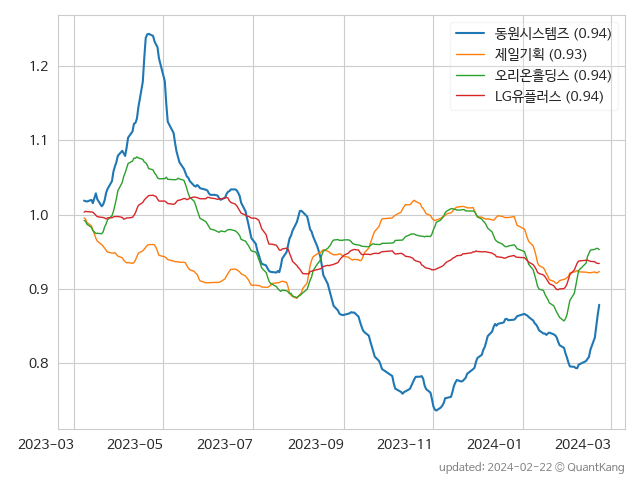 동원시스템즈 (0.94)
제일기획 (0.93)
오리온홀딩스 (0.94)
LG유플러스 (0.94)
1.2
1.1
1.0
0.9
0.8
2023-03 2023-05 2023-07 2023-09 2023-11 2024-01 2024-03
updated: 2024-02-22 © QuantKang